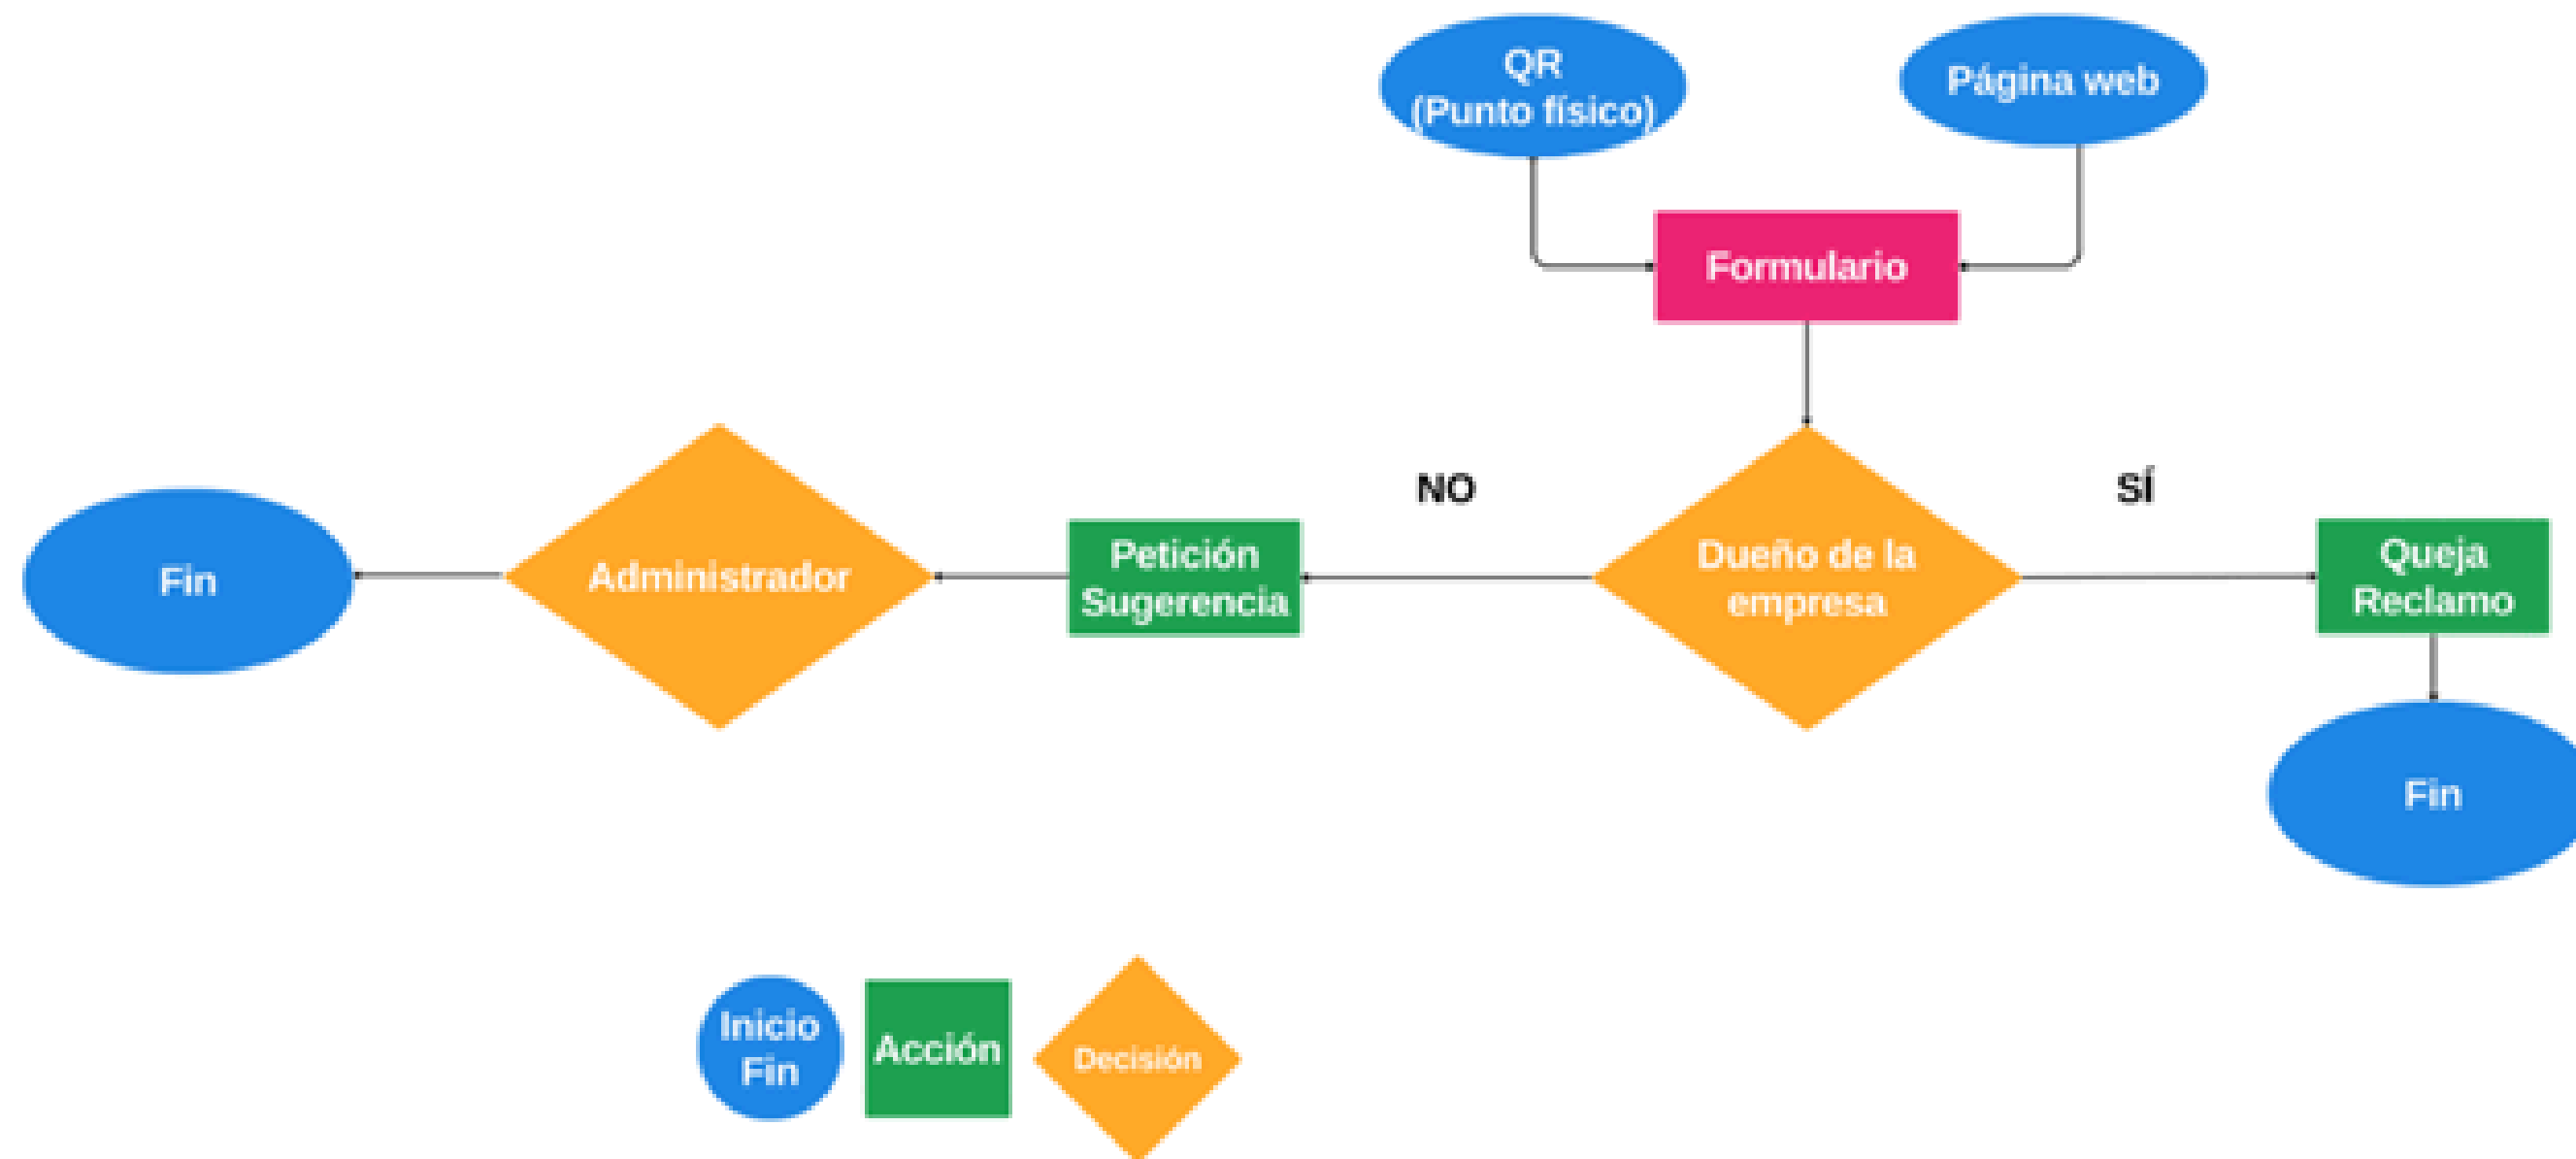 QR
(Punto físico)
Página web
Formulario
NO
SÍ
Fin
Administrador
Petición
Sugerencia
Dueño de la
empresa
Queja
Reclamo
Fin
Inicio
Fin
Acción
Decisión